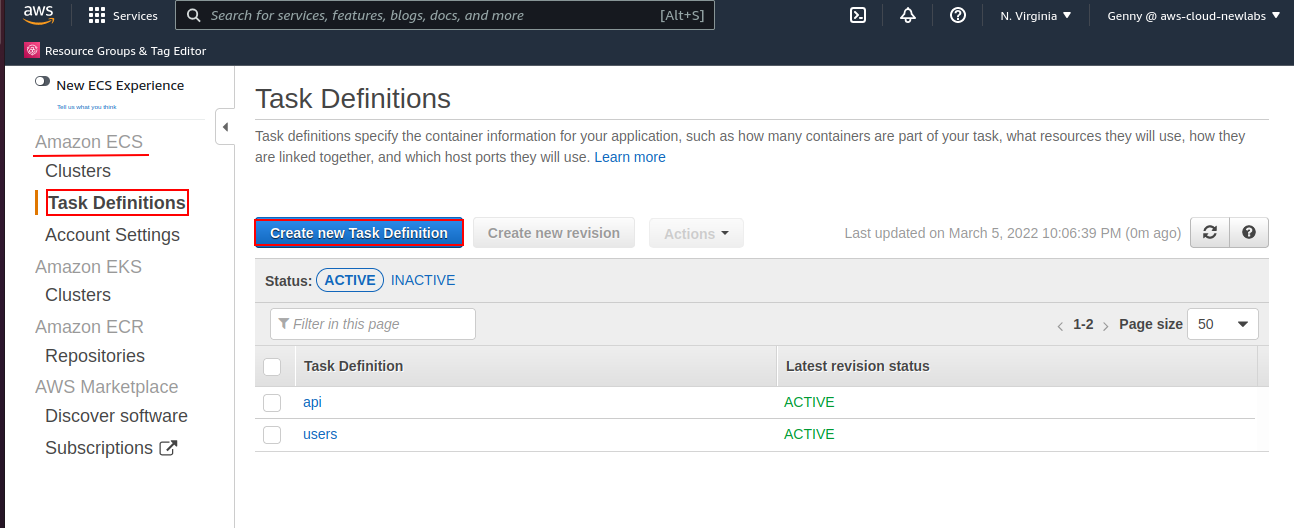 aws
Services
Search for services, features, blogs, docs, and more
[Alt+S]
N. Virginia
Genny @ aws-cloud-newlabs
Resource Groups & Tag Editor
New ECS Experience
Tell us what you think
Amazon ECS
Clusters
Task Definitions
Account Settings
Amazon EKS
Clusters
Amazon ECR
Repositories
AWS Marketplace
Discover software
Subscriptions
Task Definitions
Task definitions specify the container information for your application, such as how many containers are part of your task, what resources they will use, how they
are linked together, and which host ports they will use. Learn more
Create new Task Definition
Create new revision
Actions
Last updated on March 5, 2022 10:06:39 PM (0m ago)
Status: ACTIVE INACTIVE
Filter in this page
1-2
Page size 50
Task Definition
Latest revision status
api
ACTIVE
users
ACTIVE